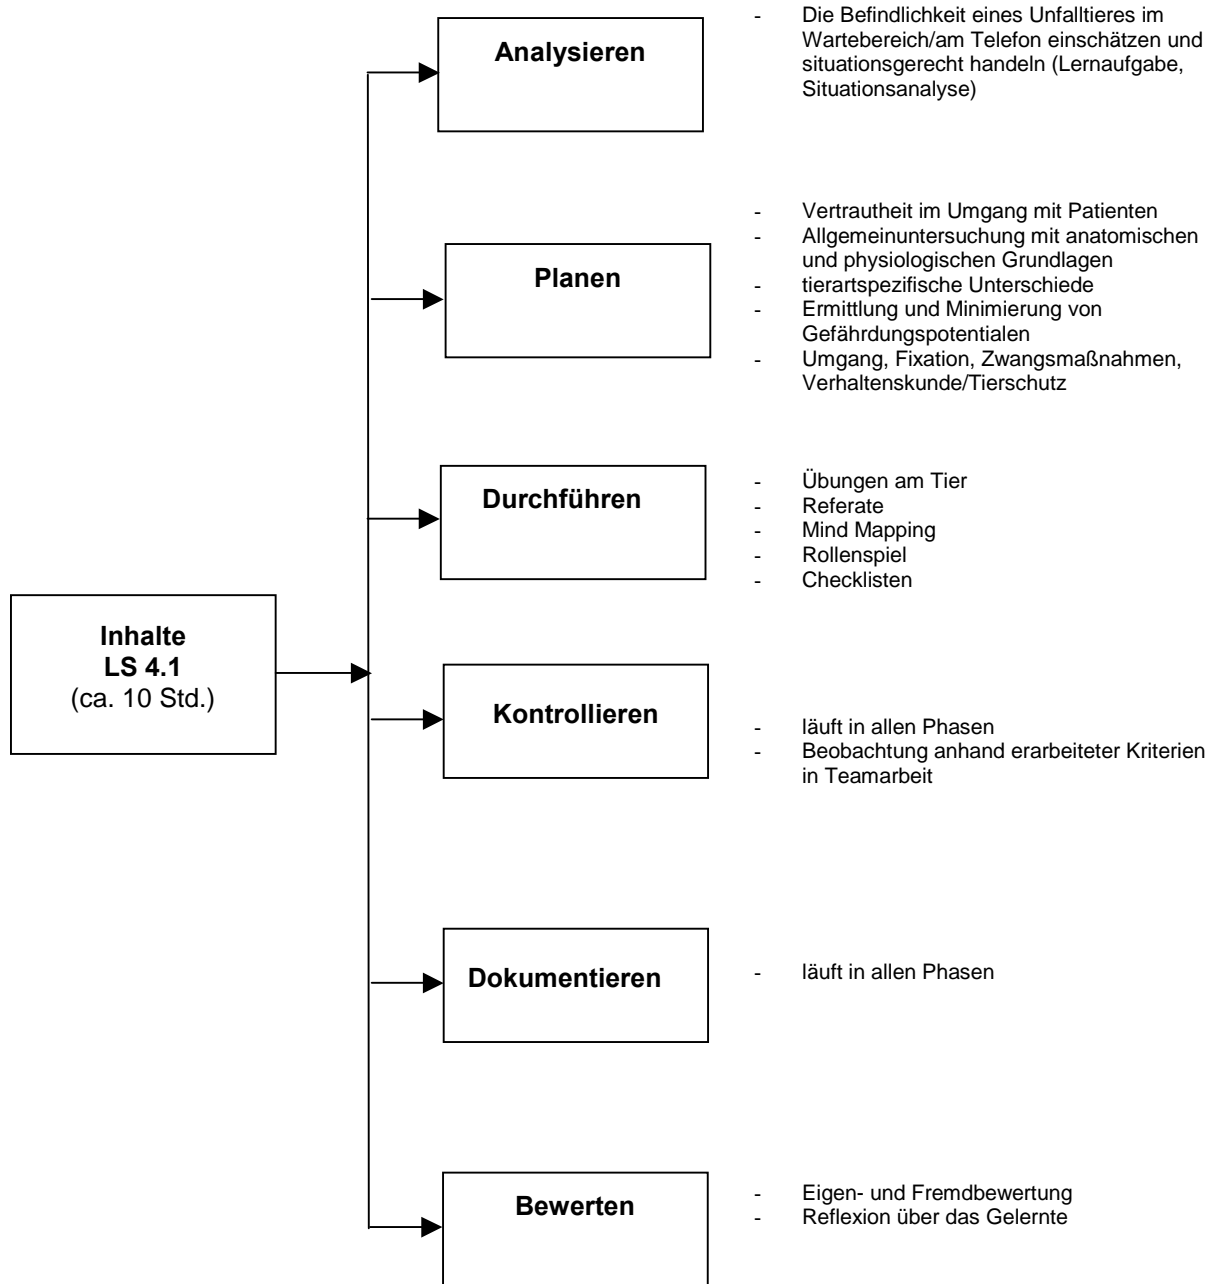 Analysieren
- Die Befindlichkeit eines Unfalltieres im
Wartebereich/am Telefon einschätzen und
situationsgerecht handeln (Lernaufgabe,
Situationsanalyse)
Planen
- Vertrautheit im Umgang mit Patienten
- Allgemeinuntersuchung mit anatomischen
und physiologischen Grundlagen
- tierartspezifische Unterschiede
- Ermittlung und Minimierung von
Gefährdungspotentialen
- Umgang, Fixation, Zwangsmaßnahmen,
Verhaltenskunde/Tierschutz
Durchführen
- Übungen am Tier
- Referate
- Mind Mapping
- Rollenspiel
- Checklisten
Inhalte
LS 4.1
(ca. 10 Std.)
Kontrollieren
- läuft in allen Phasen
- Beobachtung anhand erarbeiteter Kriterien
in Teamarbeit
Dokumentieren
- läuft in allen Phasen
Bewerten
- Eigen- und Fremdbewertung
- Reflexion über das Gelernte